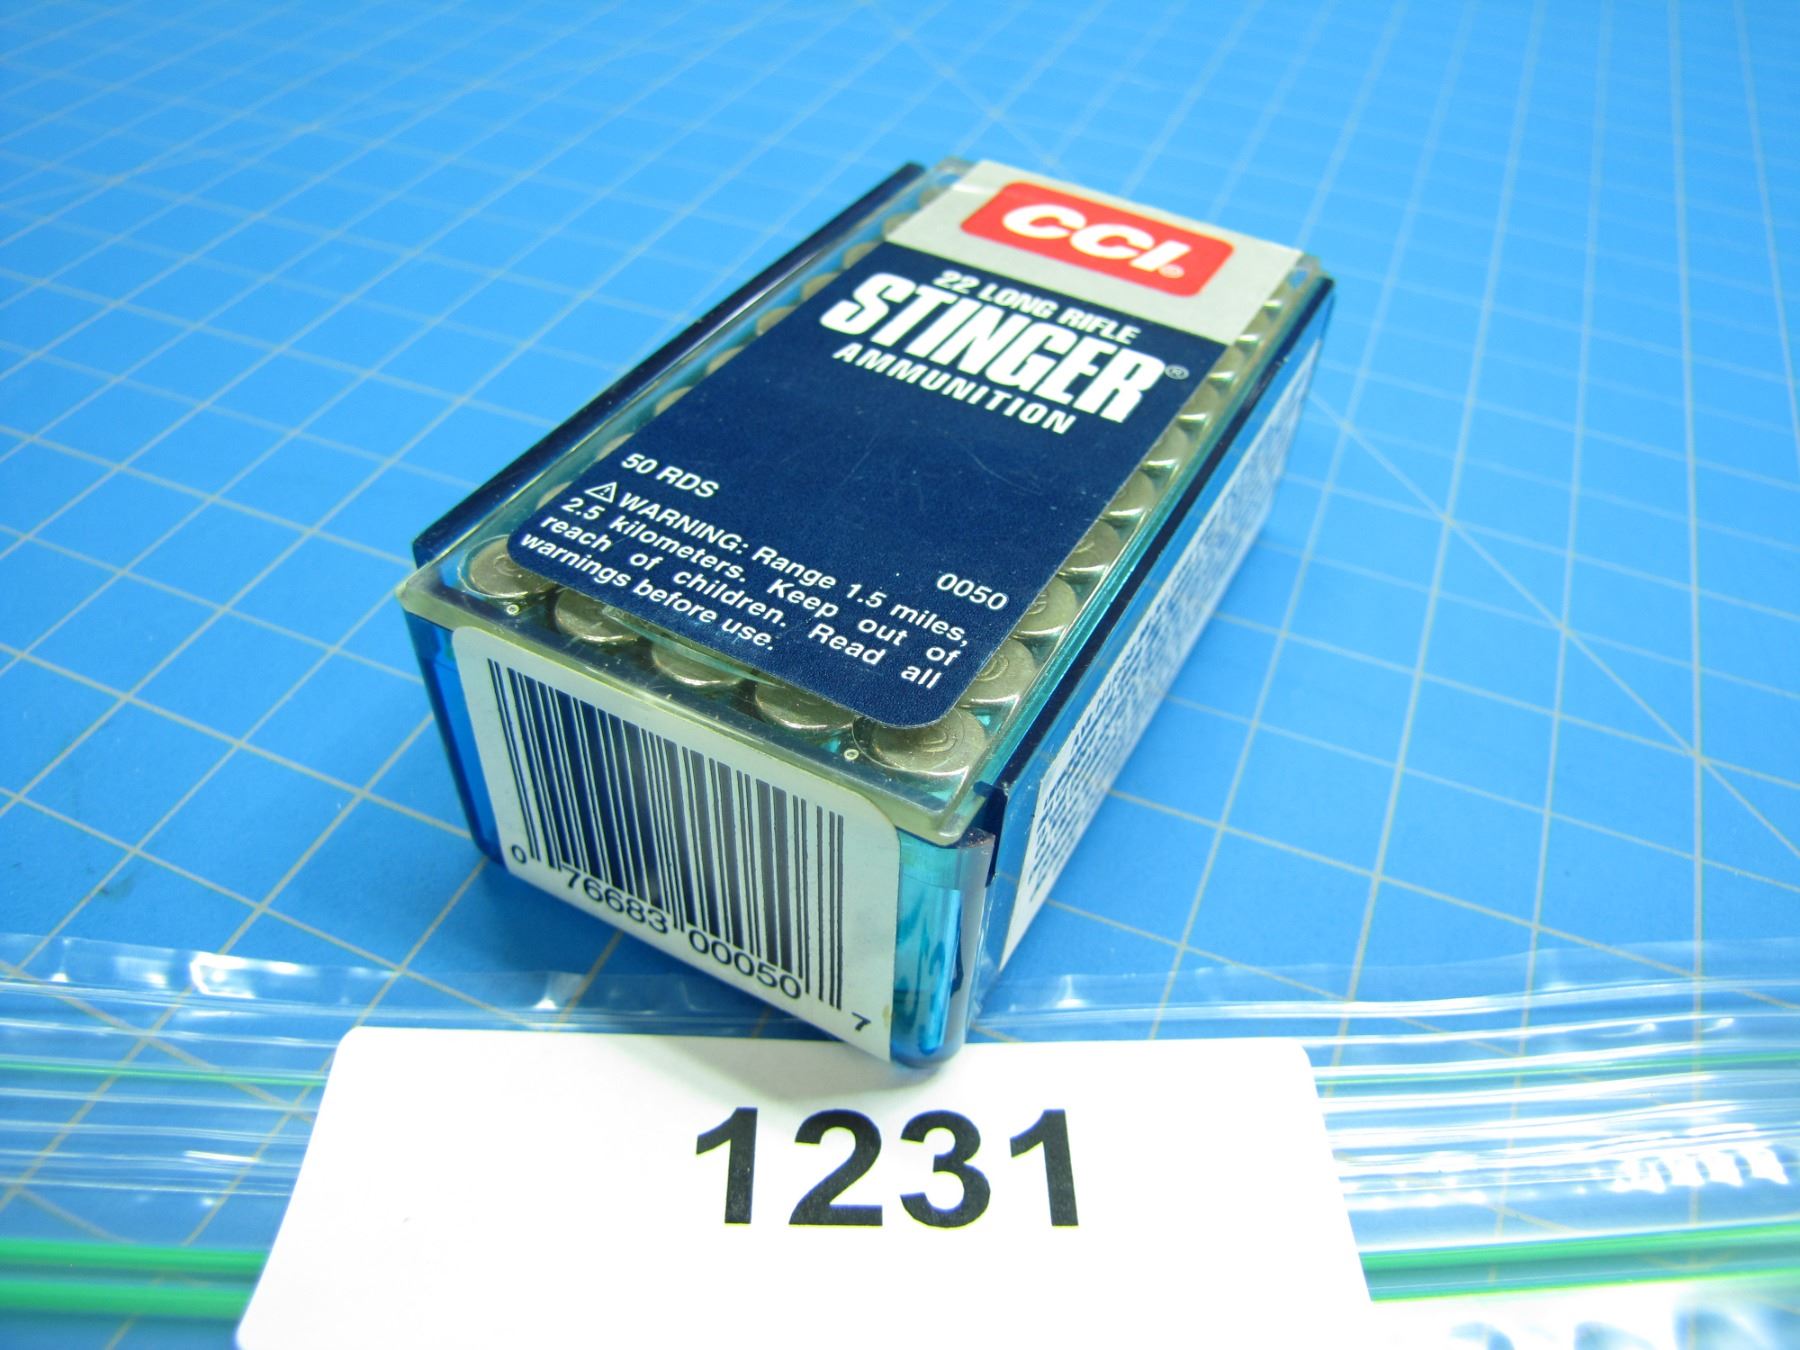 CCI®
22 LONG RIFLE
STINGER®
AMMUNITION
50 RDS
0050
⚠ WARNING: Range 1.5 miles,
2.5 kilometers. Keep out of
reach of children. Read all
warnings before use.
0 76683 00050 7
1231